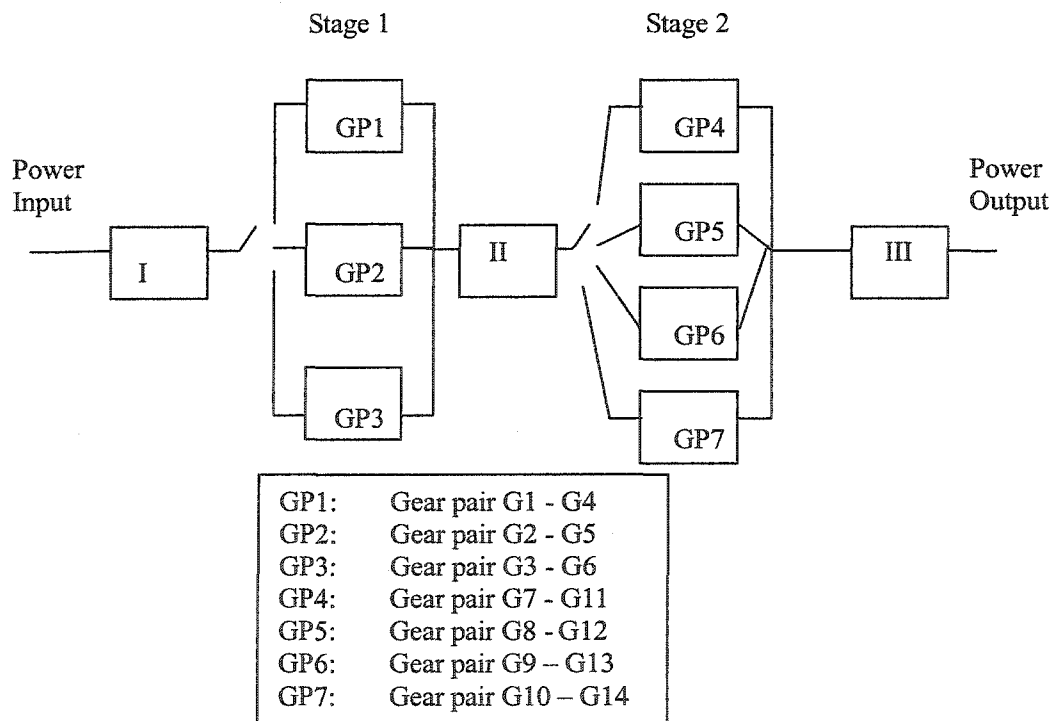 Stage 1
Stage 2
GP1
GP4
Power
Input
Power
Output
GP5
I
GP2
II
III
GP6
GP3
GP7
GP1: Gear pair G1 - G4
GP2: Gear pair G2 - G5
GP3: Gear pair G3 - G6
GP4: Gear pair G7 - G11
GP5: Gear pair G8 - G12
GP6: Gear pair G9 – G13
GP7: Gear pair G10 – G14